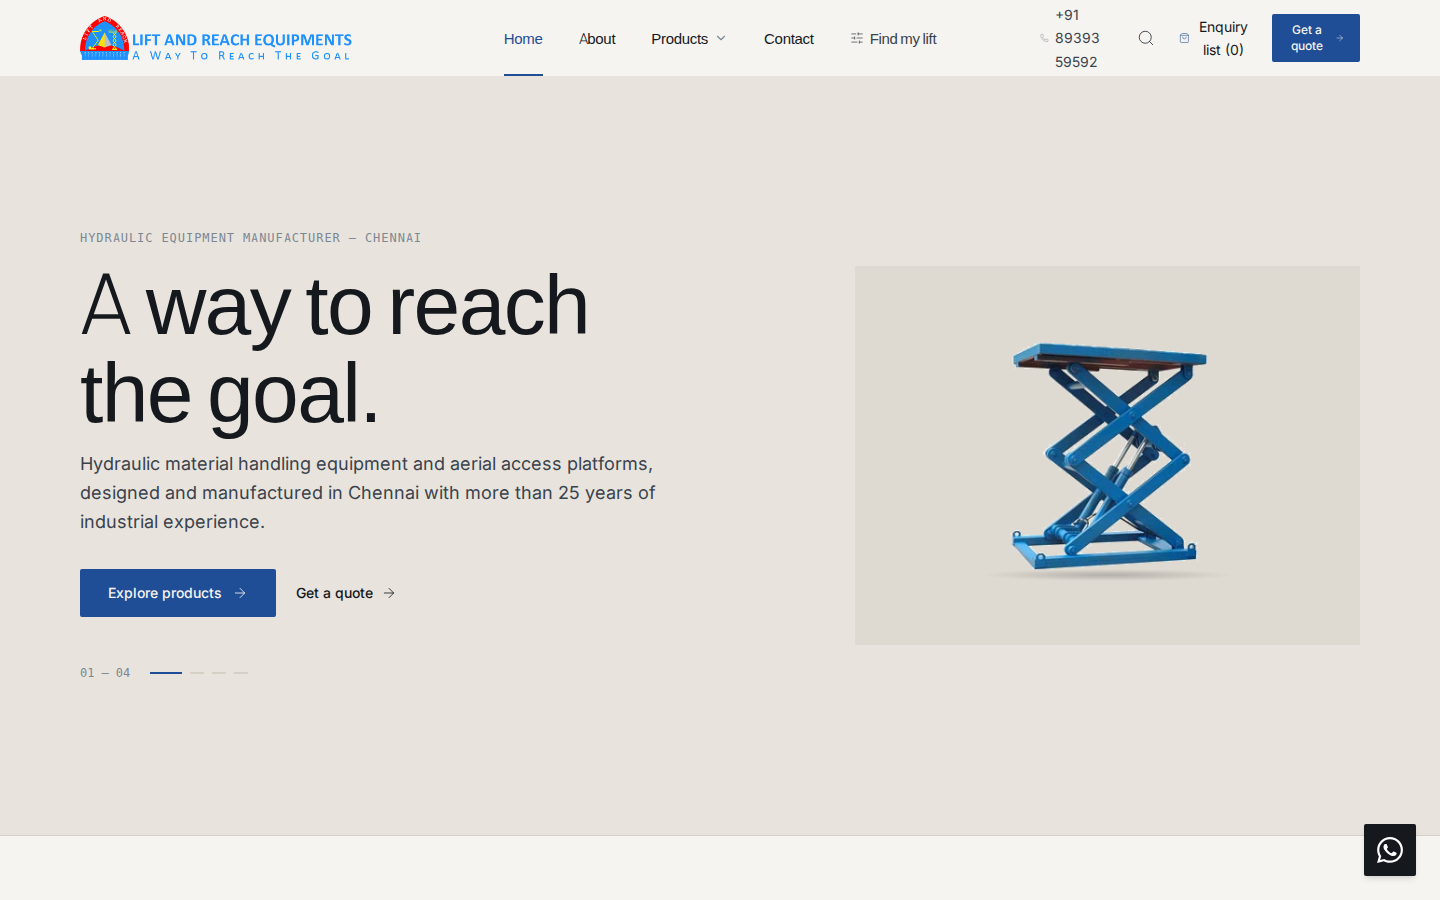 LIFT AND REACH EQUIPMENTS
A WAY TO REACH THE GOAL
Home
About
Products
Contact
Find my lift
+91
89393
59592
Enquiry
list (0)
Get a
quote
HYDRAULIC EQUIPMENT MANUFACTURER — CHENNAI
A way to reach
the goal.
Hydraulic material handling equipment and aerial access platforms,
designed and manufactured in Chennai with more than 25 years of
industrial experience.
Explore products
Get a quote
01 — 04